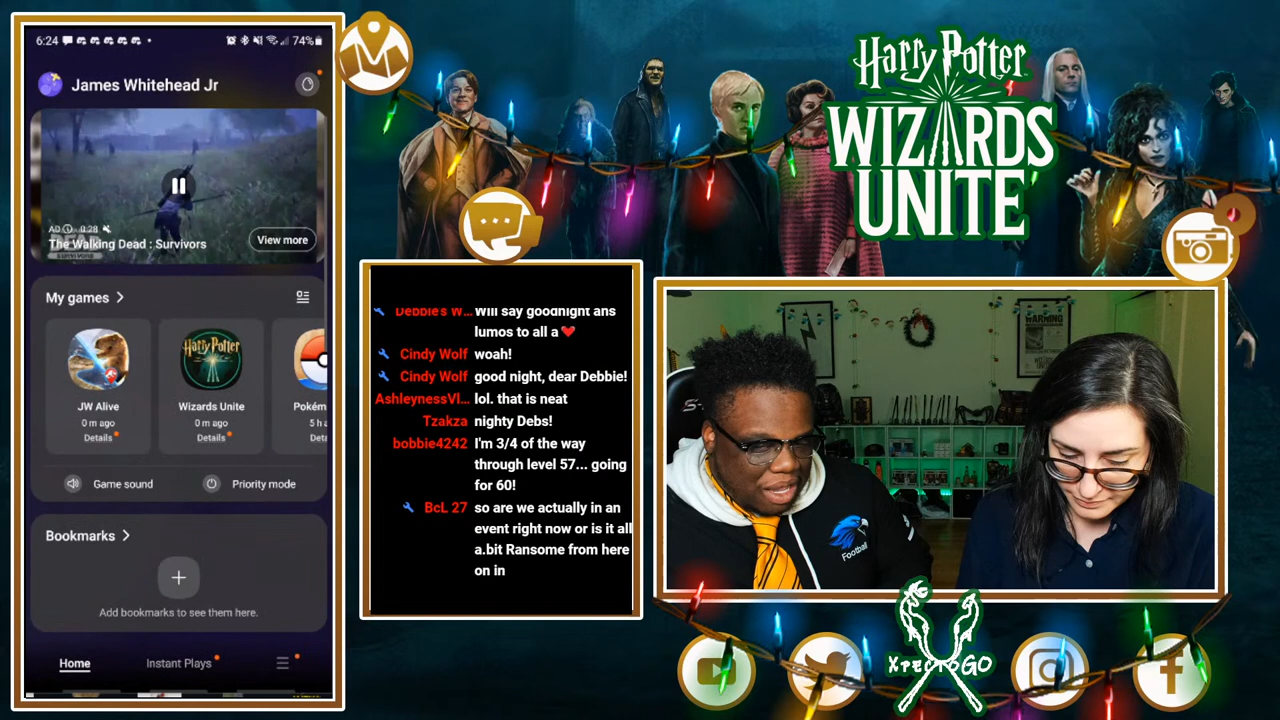 6:24
74%
James Whitehead Jr
AD
0:28
The Walking Dead : Survivors
View more
My games
JW Alive
0 m ago
Details
Harry Potter
Wizards Unite
0 m ago
Details
Pokém
5 h a
Deta
Game sound
Priority mode
Bookmarks
Add bookmarks to see them here.
Home
Instant Plays
Debbie's W… Will say goodnight ans
lumos to all a
Cindy Wolf woah!
Cindy Wolf good night, dear Debbie!
AshleynessVl… lol. that is neat
Tzakza nighty Debs!
bobbie4242 I'm 3/4 of the way
through level 57... going
for 60!
BcL 27 so are we actually in an
event right now or is it all
a.bit Ransome from here
on in
Harry Potter
WIZARDS
UNITE
Football
XPECTOGO